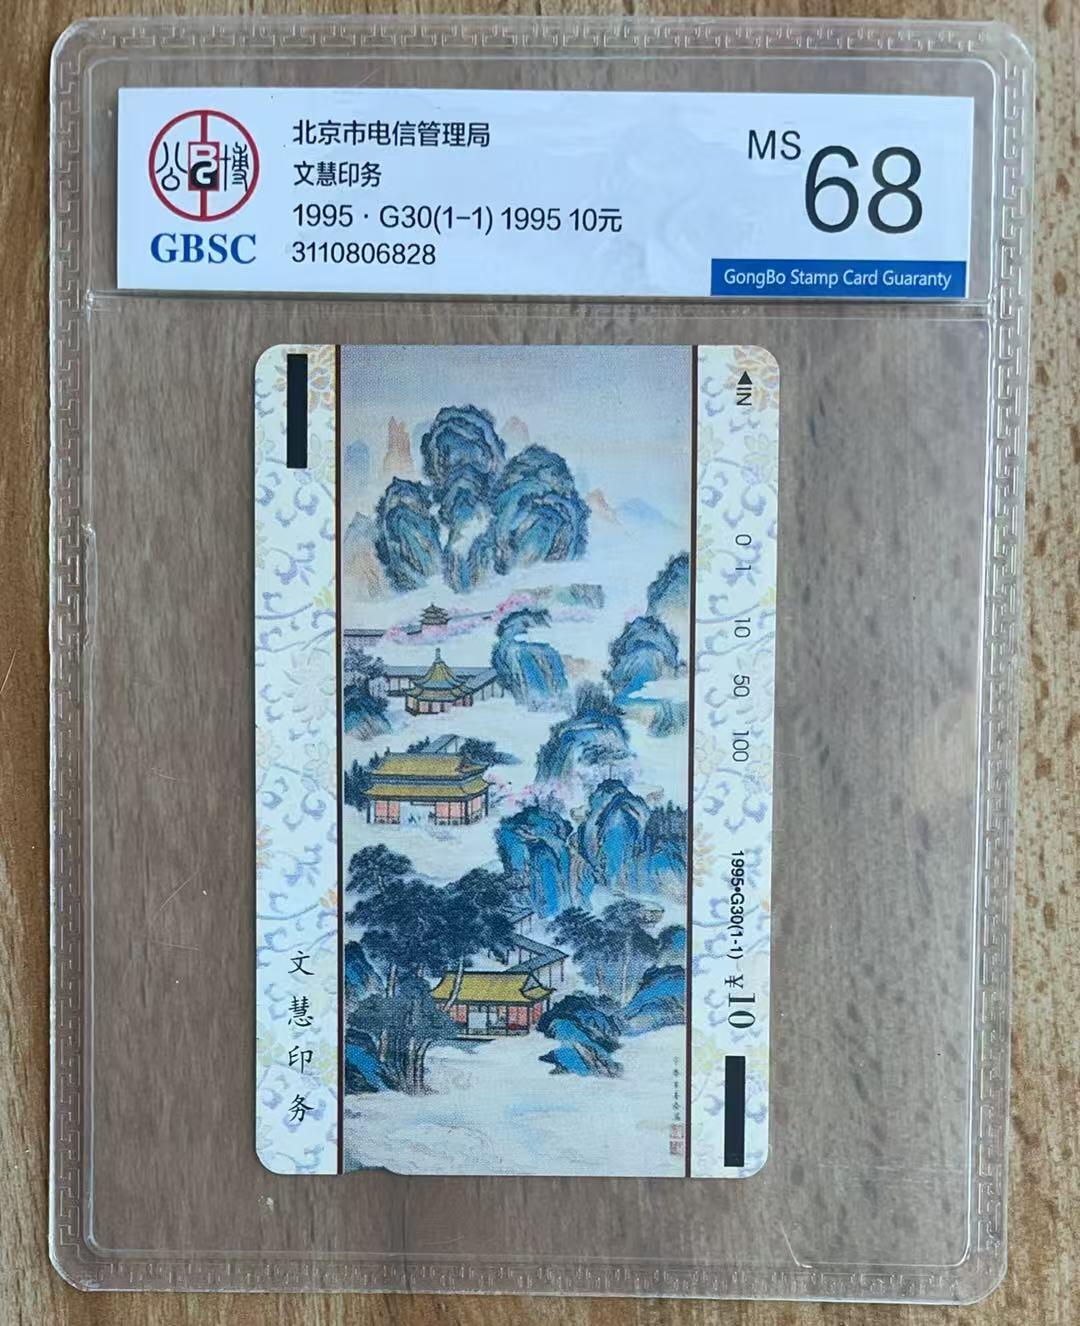 公博
BG
GBSC
北京市电信管理局
文慧印务
1995 · G30(1-1) 1995 10元
3110806828
MS 68
GongBo Stamp Card Guaranty
◀IN
0 1 10 50 100
1995•G30(1-1) ¥10
文慧印务